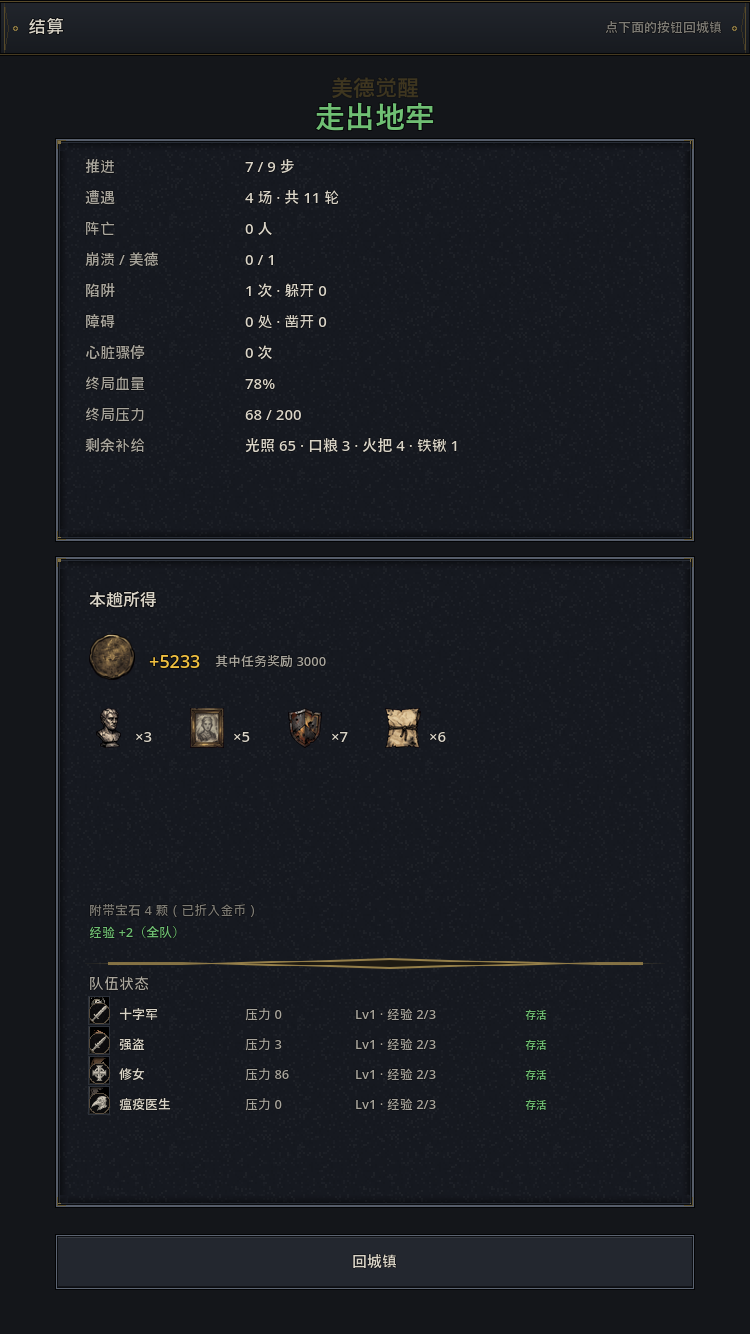 结算
点下面的按钮回城镇
美德觉醒
走出地牢
推进 7 / 9 步
遭遇 4 场 · 共 11 轮
阵亡 0 人
崩溃 / 美德 0 / 1
陷阱 1 次 · 躲开 0
障碍 0 处 · 凿开 0
心脏骤停 0 次
终局血量 78%
终局压力 68 / 200
剩余补给 光照 65 · 口粮 3 · 火把 4 · 铁锹 1
本趟所得
+5233 其中任务奖励 3000
×3 ×5 ×7 ×6
附带宝石 4 颗 ( 已折入金币 )
经验 +2（全队）
队伍状态
十字军 压力 0 Lv1 · 经验 2/3 存活
强盗 压力 3 Lv1 · 经验 2/3 存活
修女 压力 86 Lv1 · 经验 2/3 存活
瘟疫医生 压力 0 Lv1 · 经验 2/3 存活
回城镇